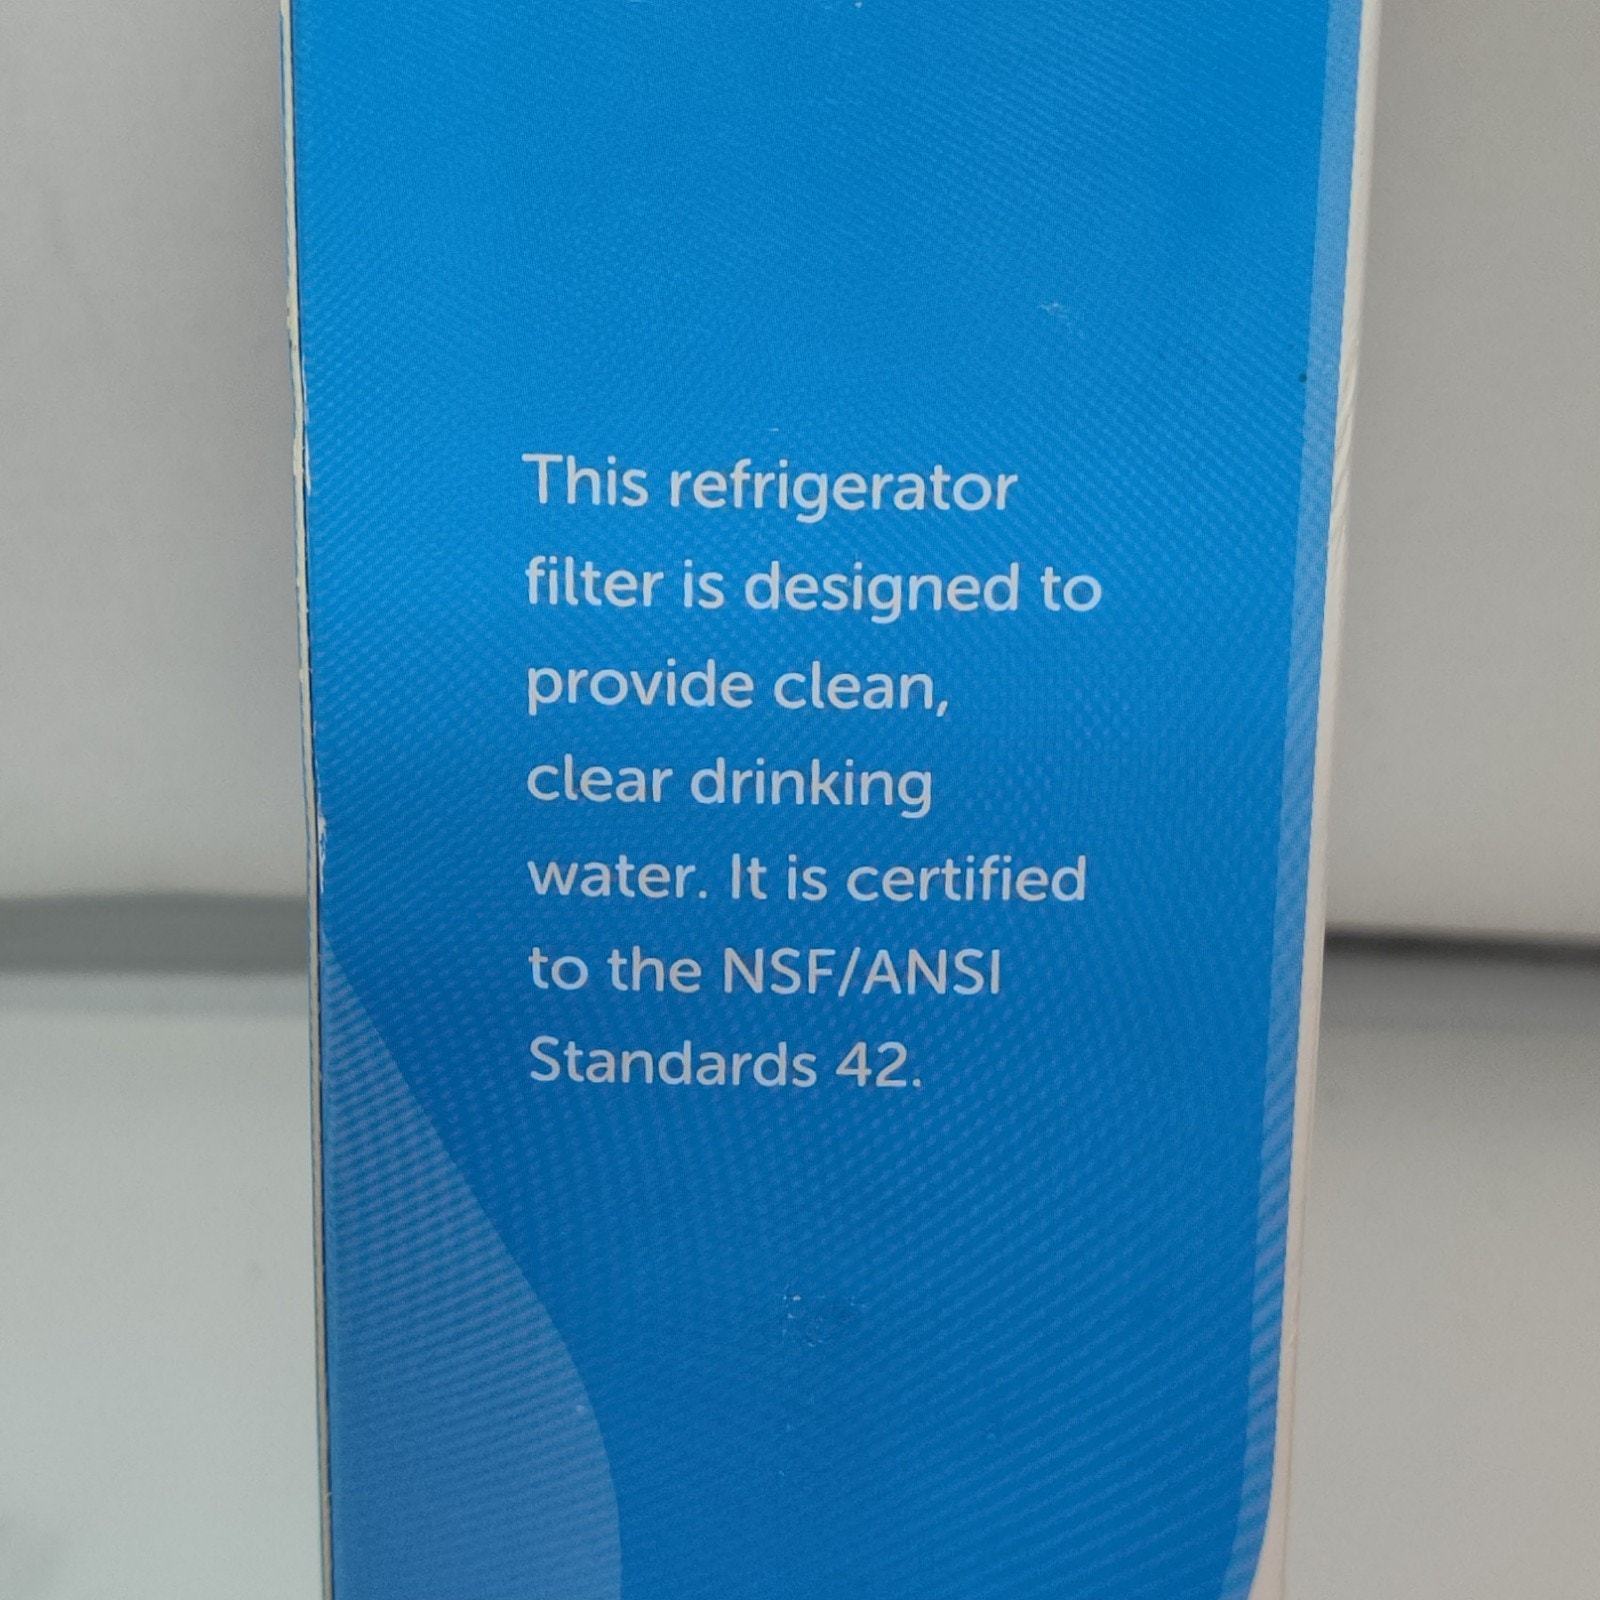 This refrigerator
filter is designed to
provide clean,
clear drinking
water. It is certified
to the NSF/ANSI
Standards 42.